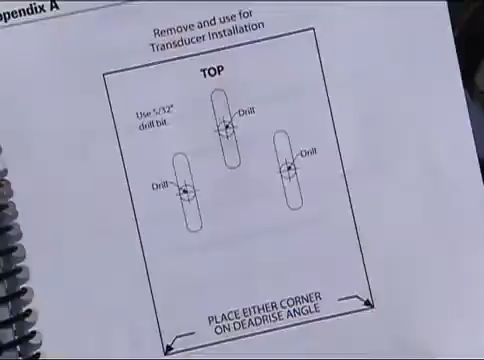 ppendix A
Remove and use for
Transducer Installation
TOP
Use 5/32"
drill bit.
Drill
Drill
Drill
PLACE EITHER CORNER
ON DEADRISE ANGLE